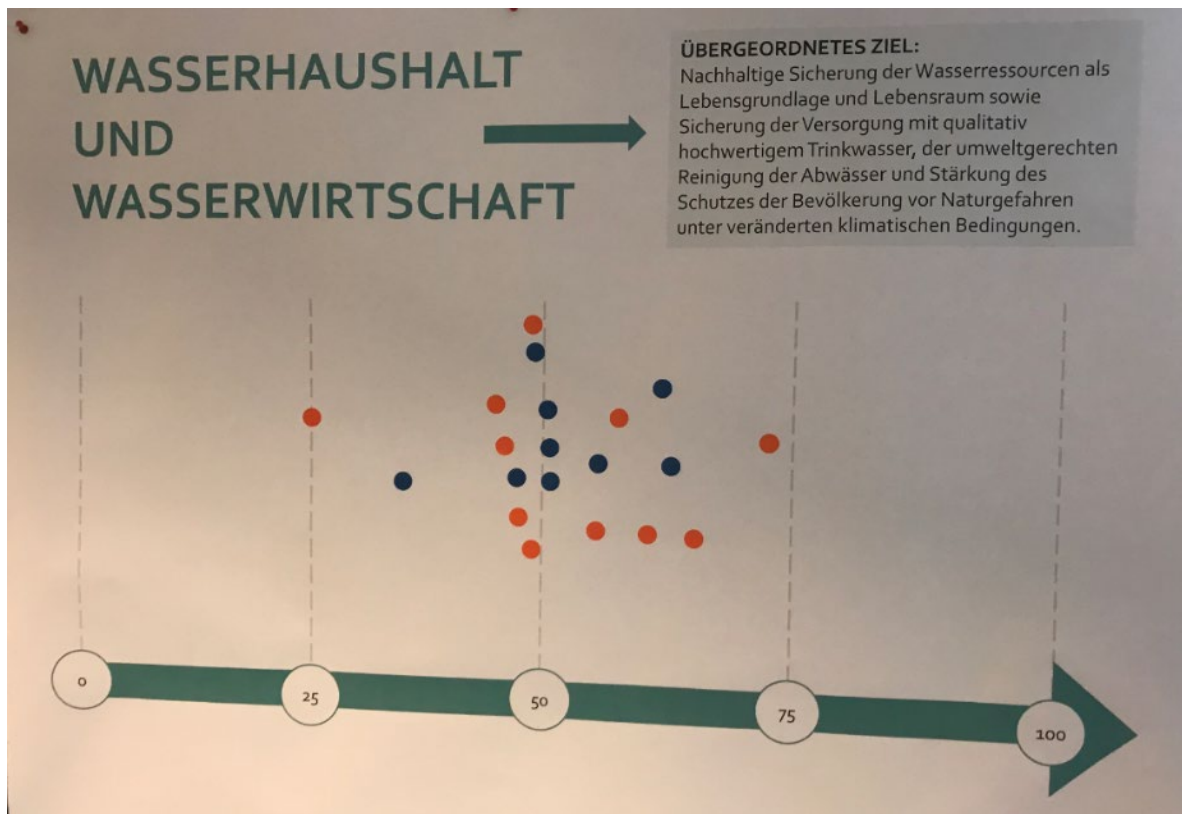 WASSERHAUSHALT
UND
WASSERWIRTSCHAFT
ÜBERGEORDNETES ZIEL:
Nachhaltige Sicherung der Wasserressourcen als
Lebensgrundlage und Lebensraum sowie
Sicherung der Versorgung mit qualitativ
hochwertigem Trinkwasser, der umweltgerechten
Reinigung der Abwässer und Stärkung des
Schutzes der Bevölkerung vor Naturgefahren
unter veränderten klimatischen Bedingungen.
0 25 50 75 100